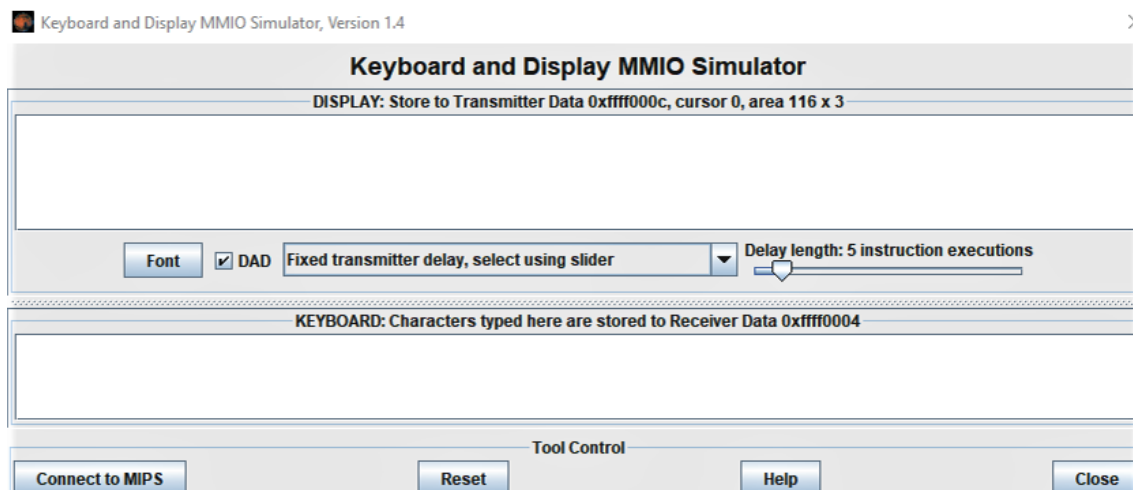 Keyboard and Display MMIO Simulator, Version 1.4
Keyboard and Display MMIO Simulator
DISPLAY: Store to Transmitter Data 0xffff000c, cursor 0, area 116 x 3
Font DAD Fixed transmitter delay, select using slider Delay length: 5 instruction executions
KEYBOARD: Characters typed here are stored to Receiver Data 0xffff0004
Tool Control
Connect to MIPS Reset Help Close